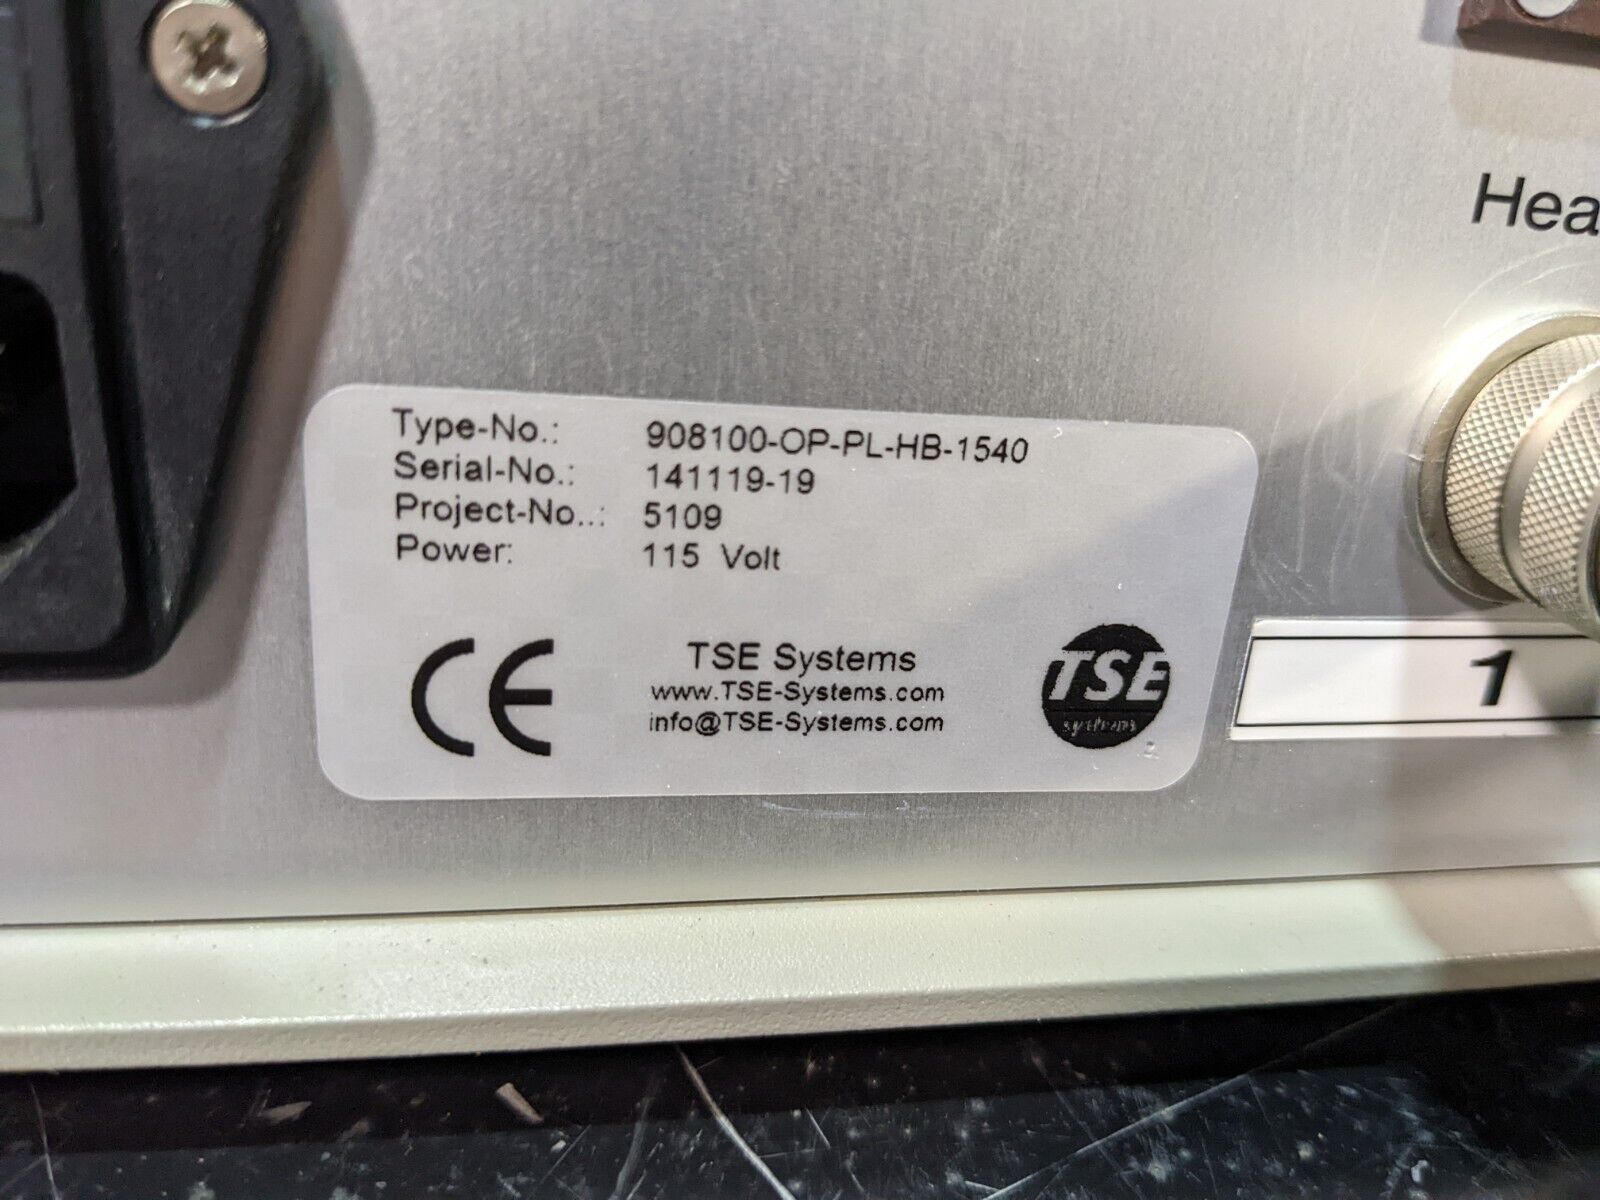 Hea
Type-No.: 908100-OP-PL-HB-1540
Serial-No.: 141119-19
Project-No..: 5109
Power: 115 Volt
CE
TSE Systems
www.TSE-Systems.com
info@TSE-Systems.com
TSE
systems
1